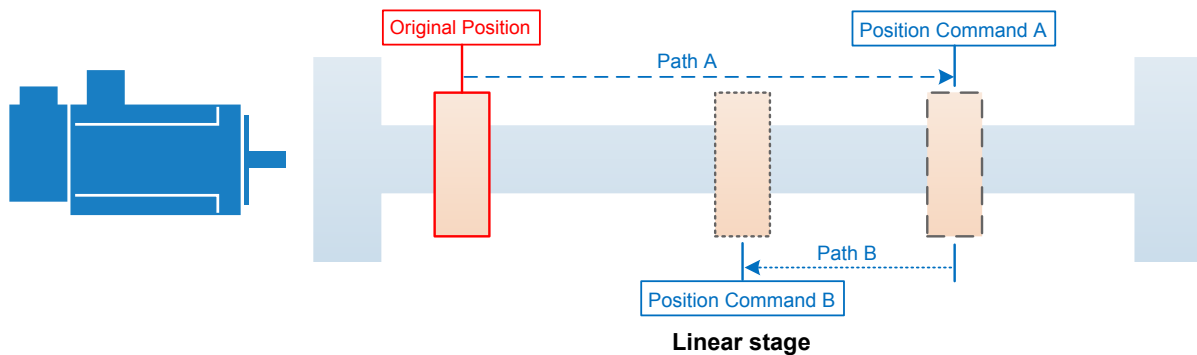 Original Position
Position Command A
Path A
Path B
Position Command B
Linear stage